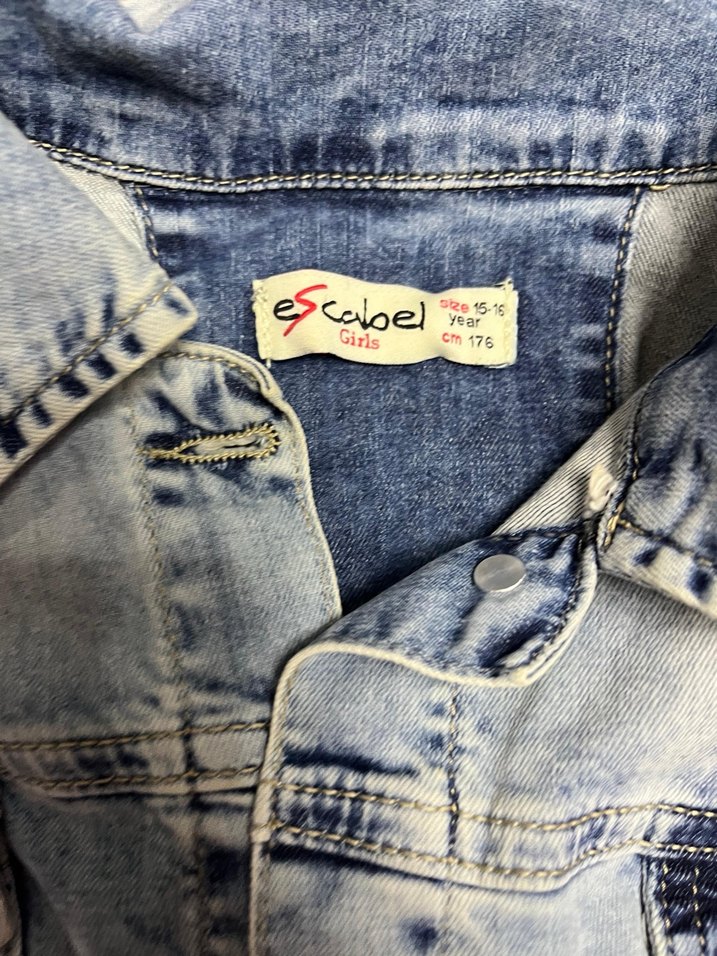 eScabel
Girls
size 15-16
year
cm 176